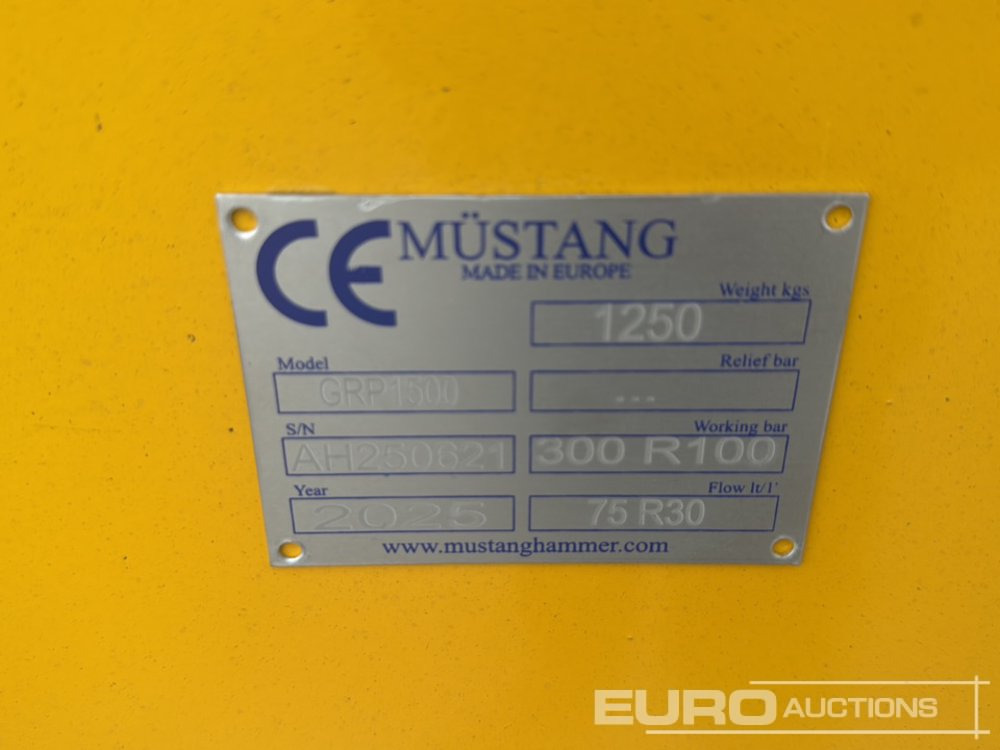 CE MÜSTANG
MADE IN EUROPE
Weight kgs
1250
Model
GRP1500
Relief bar
...
S/N
AH250621
Working bar
300 R100
Year
2025
Flow lt/1'
75 R30
www.mustanghammer.com
EURO AUCTIONS